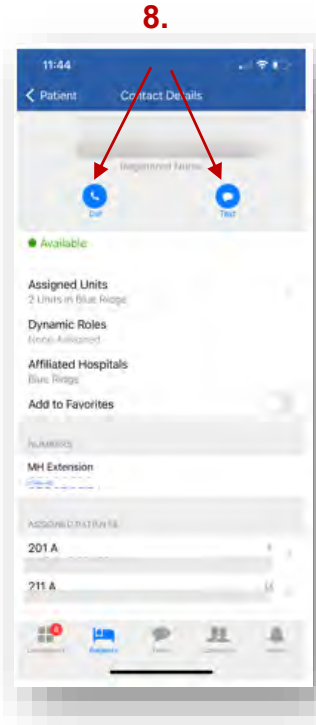 8.
11:44
Patient Contact Details
Registered Nurse
Call Text
Available
Assigned Units
2 Units in Blue Ridge
Dynamic Roles
None Assigned
Affiliated Hospitals
Blue Ridge
Add to Favorites
NUMBERS
MH Extension
ASSIGNED PATIENTS
201 A
211 A
Patients